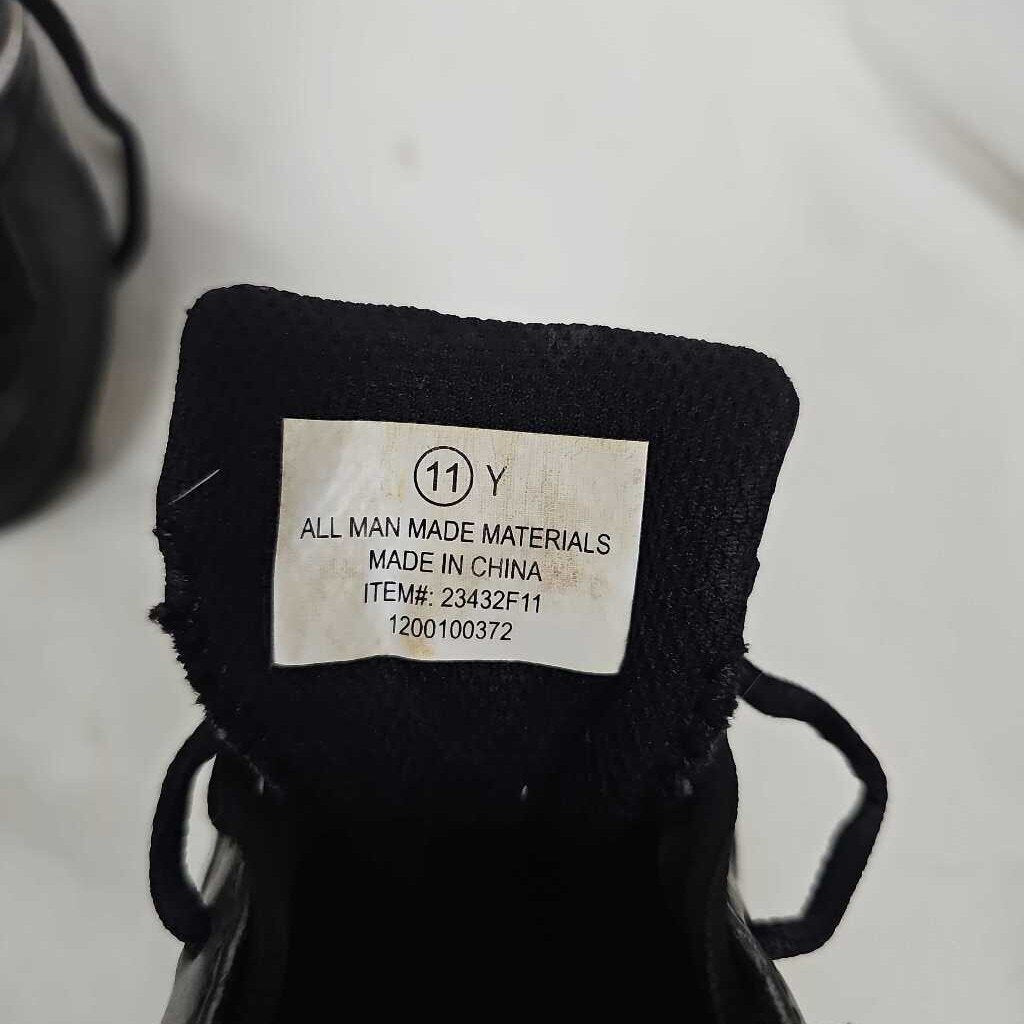 11 Y
ALL MAN MADE MATERIALS
MADE IN CHINA
ITEM#: 23432F11
1200100372